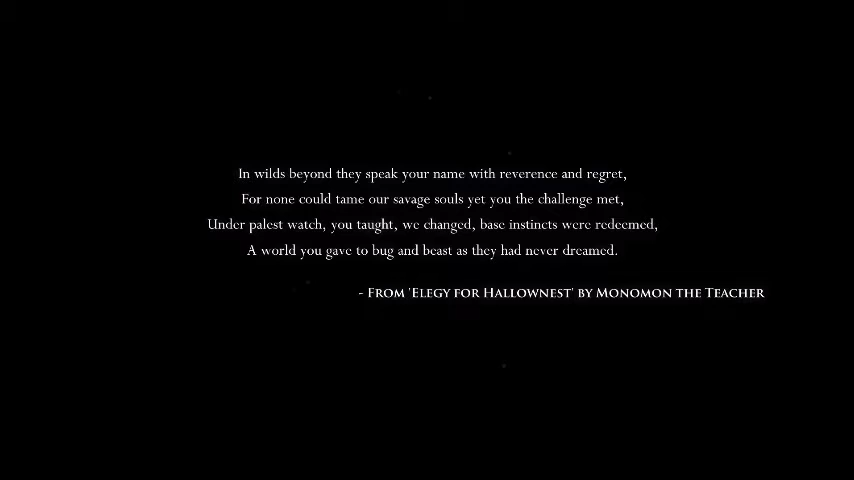 In wilds beyond they speak your name with reverence and regret,
For none could tame our savage souls yet you the challenge met,
Under palest watch, you taught, we changed, base instincts were redeemed,
A world you gave to bug and beast as they had never dreamed.
- From 'Elegy for Hallownest' by Monomon the Teacher